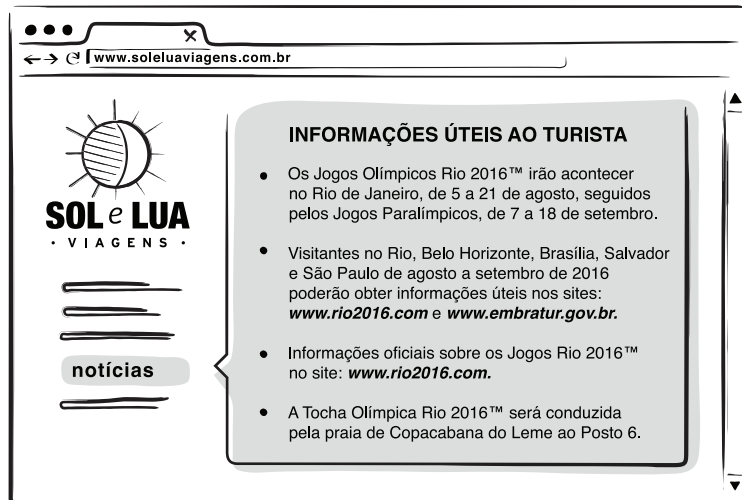 www.soleluaviagens.com.br
SOL e LUA
• VIAGENS •
notícias
INFORMAÇÕES ÚTEIS AO TURISTA
• Os Jogos Olímpicos Rio 2016™ irão acontecer
no Rio de Janeiro, de 5 a 21 de agosto, seguidos
pelos Jogos Paralímpicos, de 7 a 18 de setembro.
• Visitantes no Rio, Belo Horizonte, Brasília, Salvador
e São Paulo de agosto a setembro de 2016
poderão obter informações úteis nos sites:
www.rio2016.com e www.embratur.gov.br.
• Informações oficiais sobre os Jogos Rio 2016™
no site: www.rio2016.com.
• A Tocha Olímpica Rio 2016™ será conduzida
pela praia de Copacabana do Leme ao Posto 6.